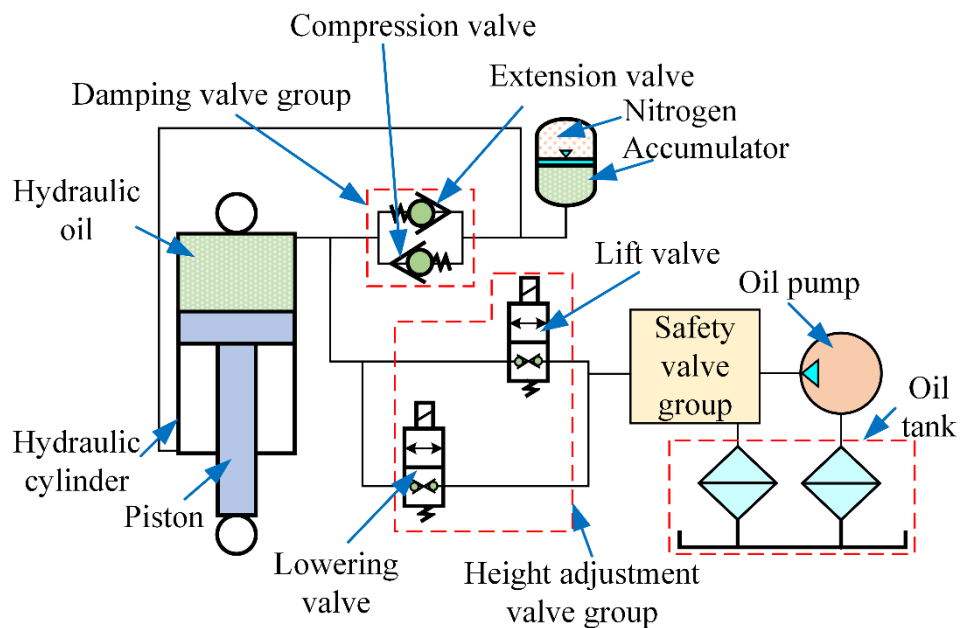 Compression valve
Extension valve
Damping valve group
Nitrogen
Accumulator
Hydraulic
oil
Lift valve
Oil pump
Safety
valve
group
Oil
tank
Hydraulic
cylinder
Piston
Lowering
valve
Height adjustment
valve group